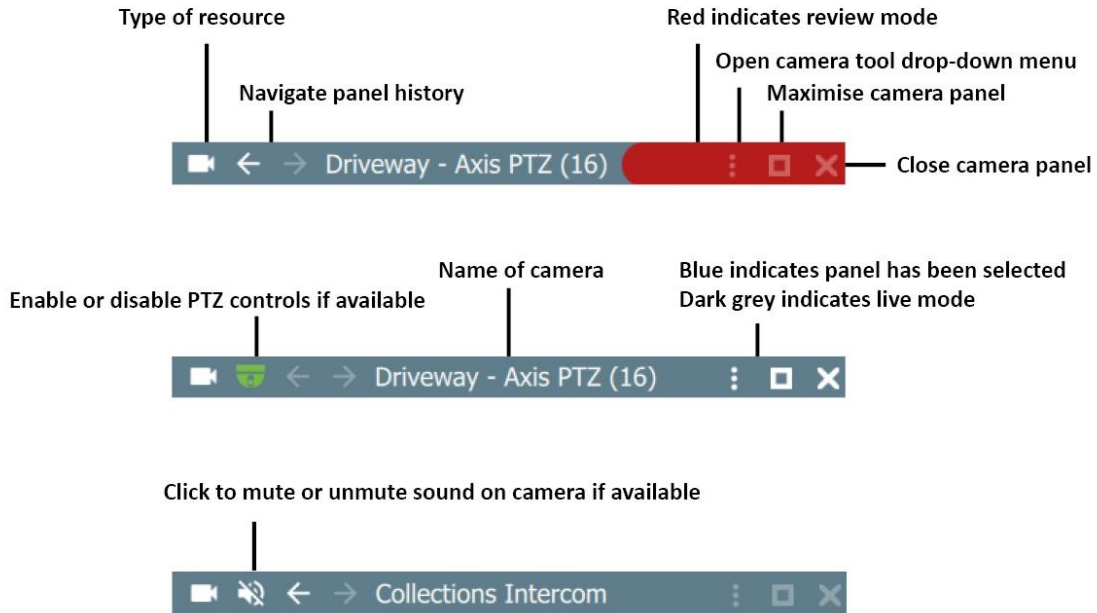 Type of resource
Red indicates review mode
Open camera tool drop-down menu
Navigate panel history
Maximise camera panel
Driveway - Axis PTZ (16)
Close camera panel
Name of camera
Blue indicates panel has been selected
Enable or disable PTZ controls if available
Dark grey indicates live mode
Driveway - Axis PTZ (16)
Click to mute or unmute sound on camera if available
Collections Intercom